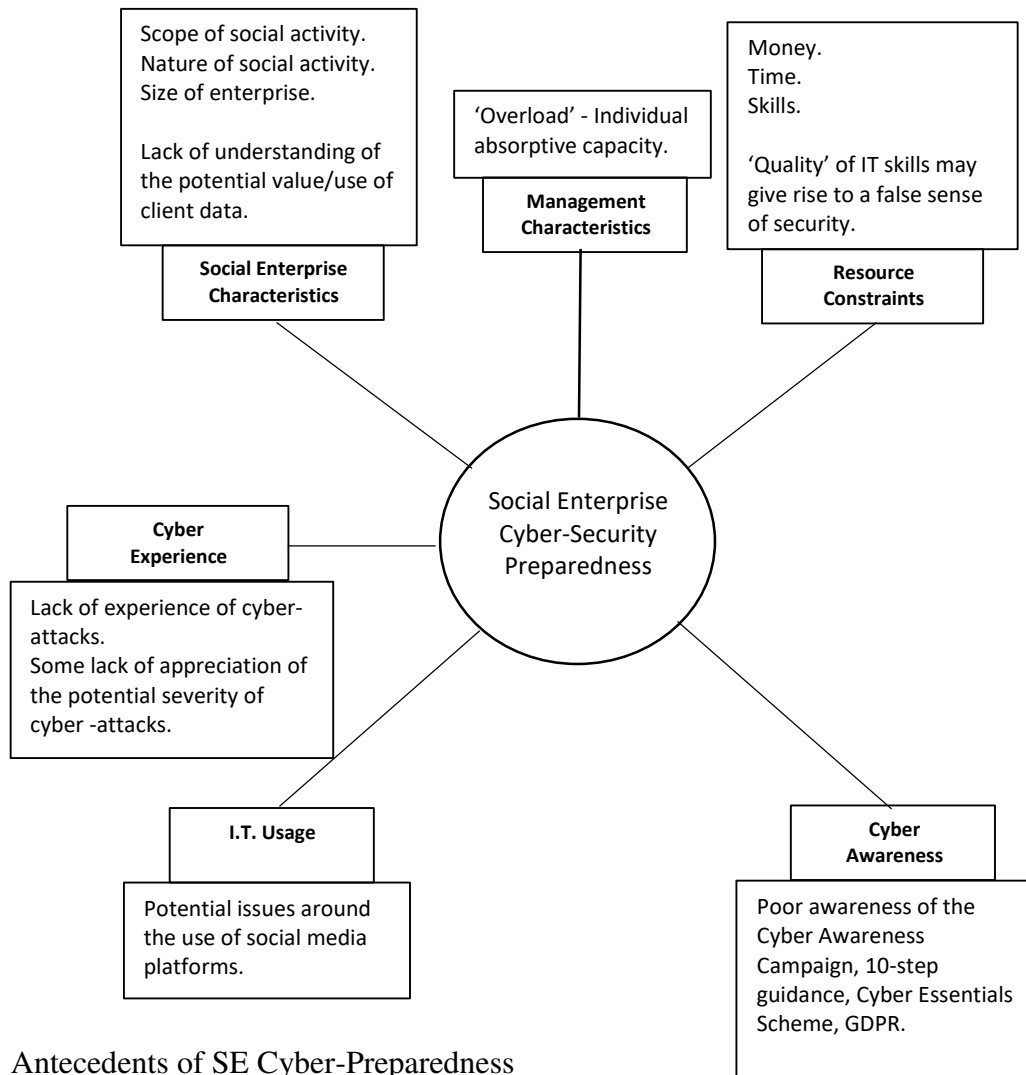 Scope of social activity.
Nature of social activity.
Size of enterprise.
Lack of understanding of
the potential value/use of
client data.
Social Enterprise
Characteristics
‘Overload’ - Individual
absorptive capacity.
Management
Characteristics
Money.
Time.
Skills.
‘Quality’ of IT skills may
give rise to a false sense
of security.
Resource
Constraints
Social Enterprise
Cyber-Security
Preparedness
Cyber
Experience
Lack of experience of cyber-
attacks.
Some lack of appreciation of
the potential severity of
cyber -attacks.
I.T. Usage
Potential issues around
the use of social media
platforms.
Cyber
Awareness
Poor awareness of the
Cyber Awareness
Campaign, 10-step
guidance, Cyber Essentials
Scheme, GDPR.
Antecedents of SE Cyber-Preparedness